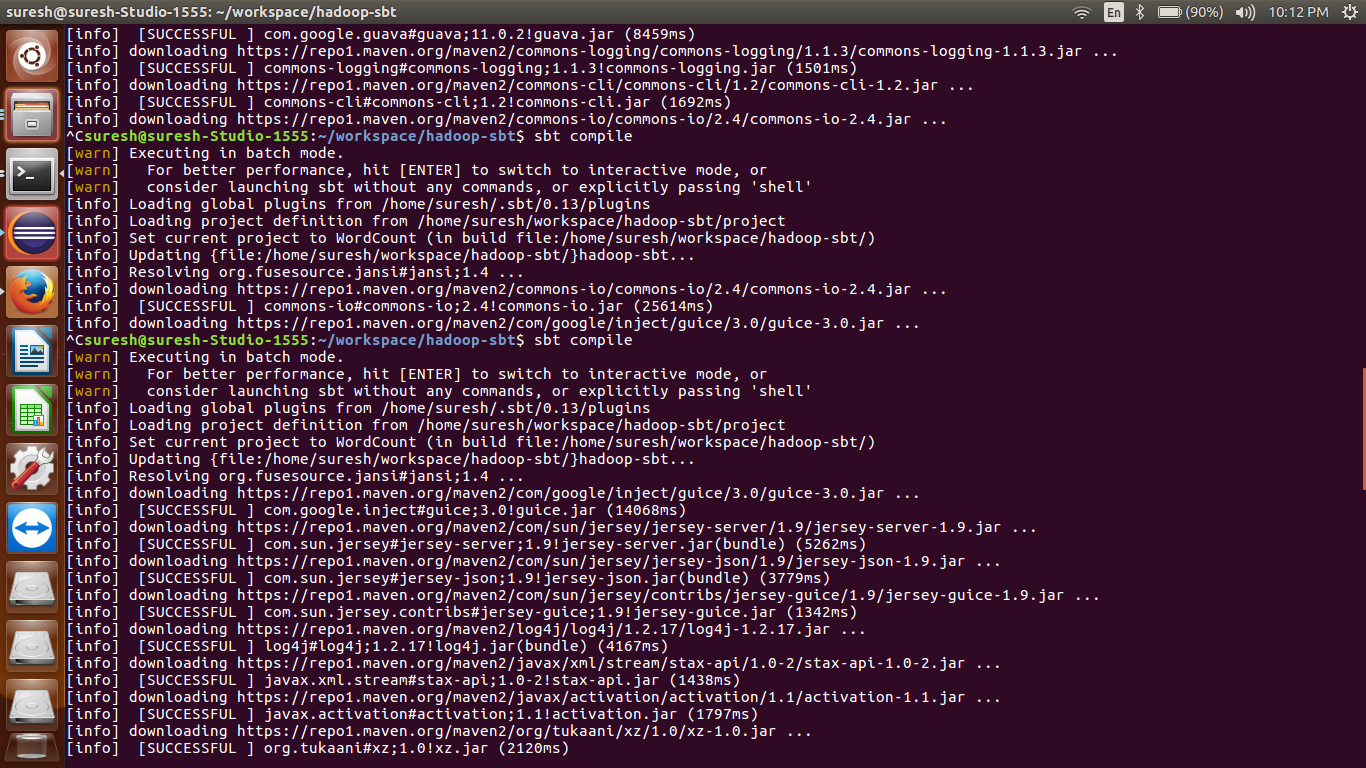 suresh@suresh-Studio-1555: ~/workspace/hadoop-sbt
En
(90%)
10:12 PM
[info]  [SUCCESSFUL ] com.google.guava#guava;11.0.2!guava.jar (8459ms)
[info] downloading https://repo1.maven.org/maven2/commons-logging/commons-logging/1.1.3/commons-logging-1.1.3.jar ...
[info]  [SUCCESSFUL ] commons-logging#commons-logging;1.1.3!commons-logging.jar (1501ms)
[info] downloading https://repo1.maven.org/maven2/commons-cli/commons-cli/1.2/commons-cli-1.2.jar ...
[info]  [SUCCESSFUL ] commons-cli#commons-cli;1.2!commons-cli.jar (1692ms)
[info] downloading https://repo1.maven.org/maven2/commons-io/commons-io/2.4/commons-io-2.4.jar ...
^Csuresh@suresh-Studio-1555:~/workspace/hadoop-sbt$ sbt compile
[warn] Executing in batch mode.
[warn]   For better performance, hit [ENTER] to switch to interactive mode, or
[warn]   consider launching sbt without any commands, or explicitly passing 'shell'
[info] Loading global plugins from /home/suresh/.sbt/0.13/plugins
[info] Loading project definition from /home/suresh/workspace/hadoop-sbt/project
[info] Set current project to WordCount (in build file:/home/suresh/workspace/hadoop-sbt/)
[info] Updating {file:/home/suresh/workspace/hadoop-sbt/}hadoop-sbt...
[info] Resolving org.fusesource.jansi#jansi;1.4 ...
[info] downloading https://repo1.maven.org/maven2/commons-io/commons-io/2.4/commons-io-2.4.jar ...
[info]  [SUCCESSFUL ] commons-io#commons-io;2.4!commons-io.jar (25614ms)
[info] downloading https://repo1.maven.org/maven2/com/google/inject/guice/3.0/guice-3.0.jar ...
^Csuresh@suresh-Studio-1555:~/workspace/hadoop-sbt$ sbt compile
[warn] Executing in batch mode.
[warn]   For better performance, hit [ENTER] to switch to interactive mode, or
[warn]   consider launching sbt without any commands, or explicitly passing 'shell'
[info] Loading global plugins from /home/suresh/.sbt/0.13/plugins
[info] Loading project definition from /home/suresh/workspace/hadoop-sbt/project
[info] Set current project to WordCount (in build file:/home/suresh/workspace/hadoop-sbt/)
[info] Updating {file:/home/suresh/workspace/hadoop-sbt/}hadoop-sbt...
[info] Resolving org.fusesource.jansi#jansi;1.4 ...
[info] downloading https://repo1.maven.org/maven2/com/google/inject/guice/3.0/guice-3.0.jar ...
[info]  [SUCCESSFUL ] com.google.inject#guice;3.0!guice.jar (14068ms)
[info] downloading https://repo1.maven.org/maven2/com/sun/jersey/jersey-server/1.9/jersey-server-1.9.jar ...
[info]  [SUCCESSFUL ] com.sun.jersey#jersey-server;1.9!jersey-server.jar(bundle) (5262ms)
[info] downloading https://repo1.maven.org/maven2/com/sun/jersey/jersey-json/1.9/jersey-json-1.9.jar ...
[info]  [SUCCESSFUL ] com.sun.jersey#jersey-json;1.9!jersey-json.jar(bundle) (3779ms)
[info] downloading https://repo1.maven.org/maven2/com/sun/jersey/contribs/jersey-guice/1.9/jersey-guice-1.9.jar ...
[info]  [SUCCESSFUL ] com.sun.jersey.contribs#jersey-guice;1.9!jersey-guice.jar (1342ms)
[info] downloading https://repo1.maven.org/maven2/log4j/log4j/1.2.17/log4j-1.2.17.jar ...
[info]  [SUCCESSFUL ] log4j#log4j;1.2.17!log4j.jar(bundle) (4167ms)
[info] downloading https://repo1.maven.org/maven2/javax/xml/stream/stax-api/1.0-2/stax-api-1.0-2.jar ...
[info]  [SUCCESSFUL ] javax.xml.stream#stax-api;1.0-2!stax-api.jar (1438ms)
[info] downloading https://repo1.maven.org/maven2/javax/activation/activation/1.1/activation-1.1.jar ...
[info]  [SUCCESSFUL ] javax.activation#activation;1.1!activation.jar (1797ms)
[info] downloading https://repo1.maven.org/maven2/org/tukaani/xz/1.0/xz-1.0.jar ...
[info]  [SUCCESSFUL ] org.tukaani#xz;1.0!xz.jar (2120ms)